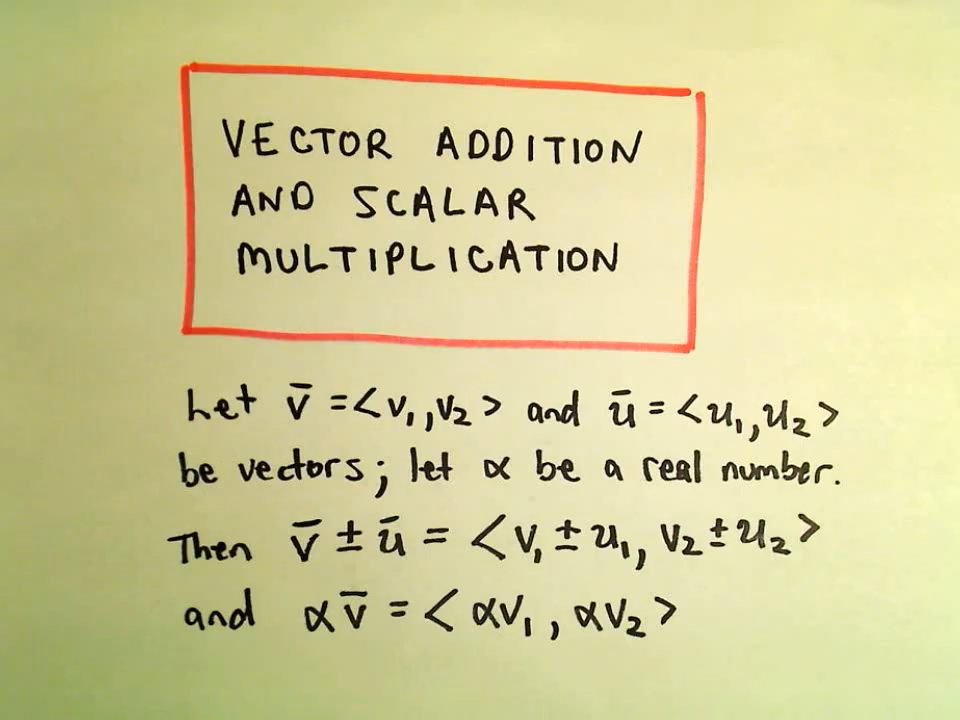 VECTOR ADDITION
AND SCALAR
MULTIPLICATION
Let v̄ = <v₁, v₂> and ū = <u₁, u₂>
be vectors; let α be a real number.
Then v̄ ± ū = <v₁ ± u₁, v₂ ± u₂>
and αv̄ = <αv₁, αv₂>